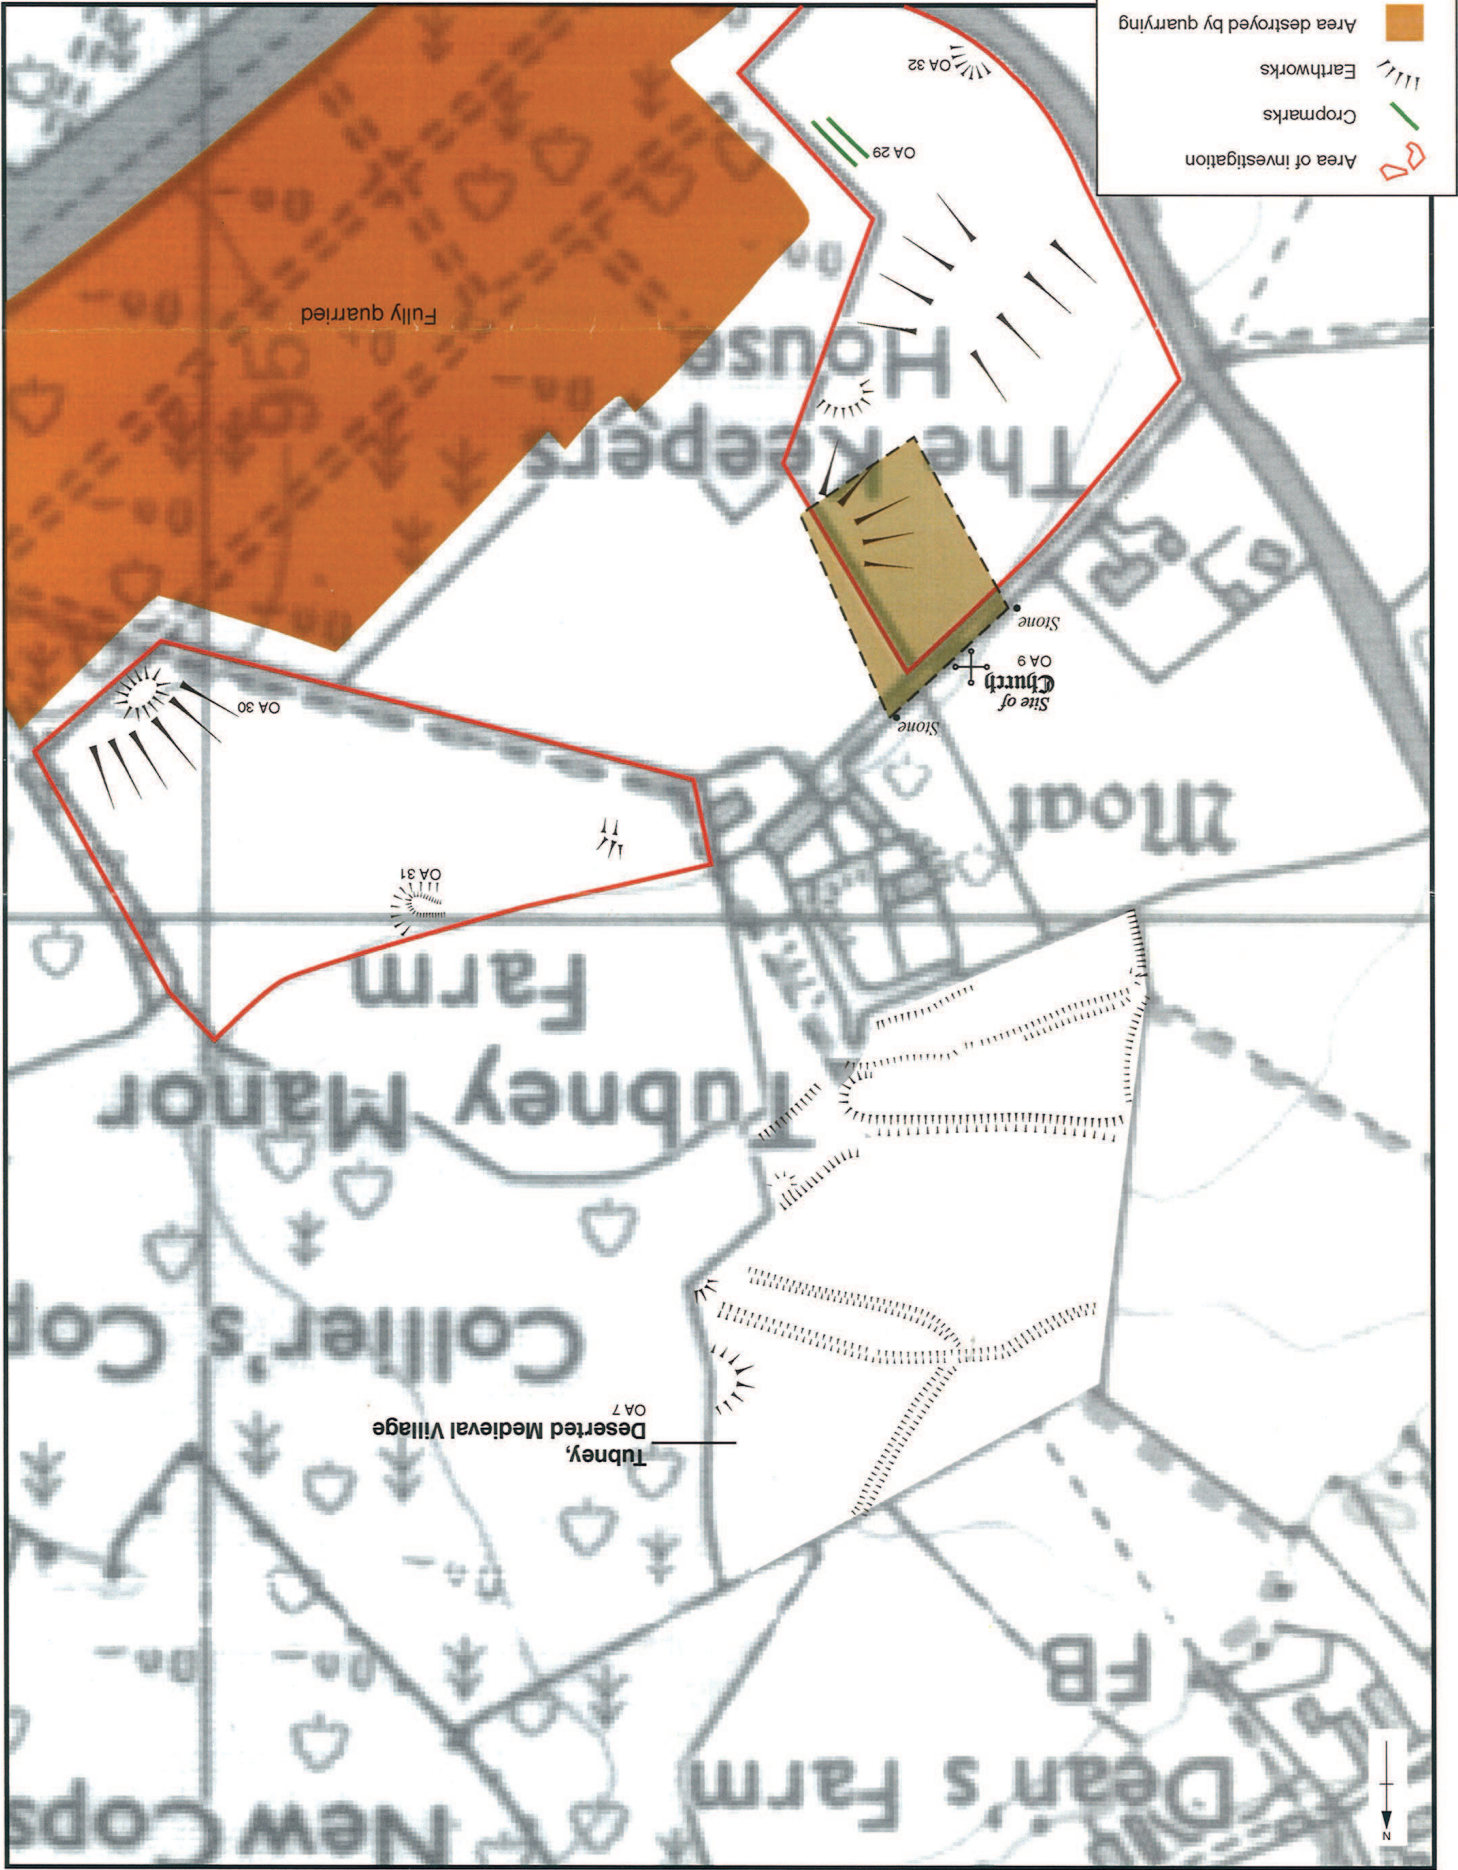 N
Dean's Farm
New Cops
FB
Tubney,
Deserted Medieval Village
OA 7
Collier's Cop
Tubney Manor
Farm
OA 31
Moat
OA 30
Stone
Site of
Church
OA 9
Stone
The Keepers
House
95
Fully quarried
OA 29
OA 32
Area of investigation
Cropmarks
Earthworks
Area destroyed by quarrying